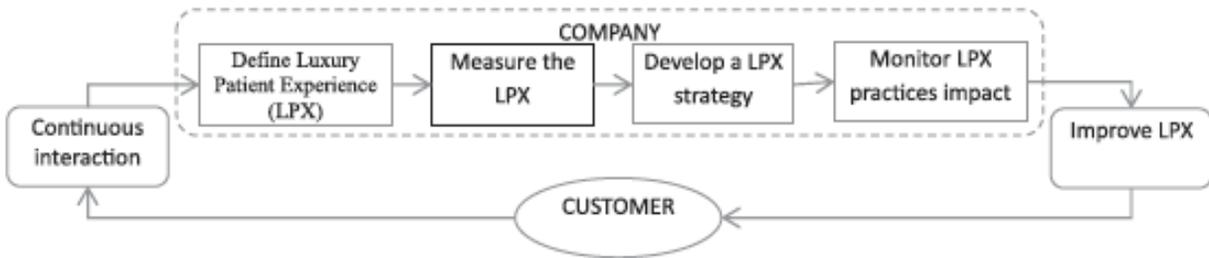 COMPANY
Define Luxury
Patient Experience
(LPX)
Measure the
LPX
Develop a LPX
strategy
Monitor LPX
practices impact
Continuous
interaction
Improve LPX
CUSTOMER